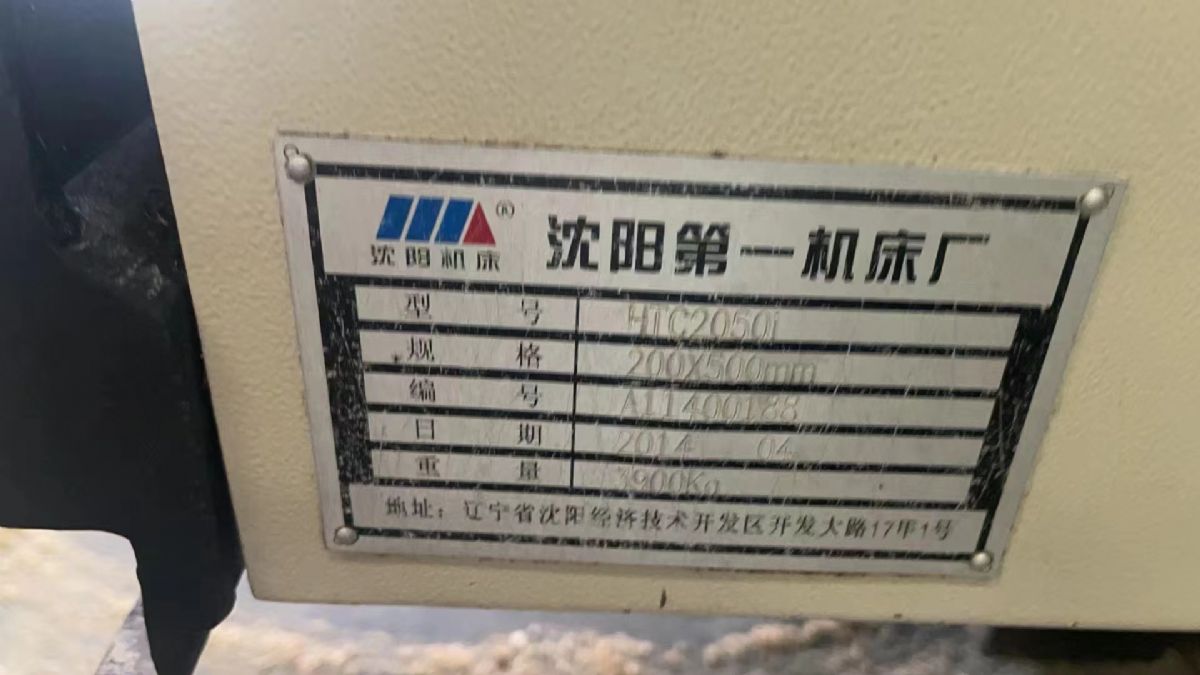 沈阳机床® 沈阳第一机床厂
型号 HTC2050i
规格 200X500mm
编号 A11400188
日期 2014 04
重量 3900Kg
地址：辽宁省沈阳经济技术开发区开发大路17甲1号